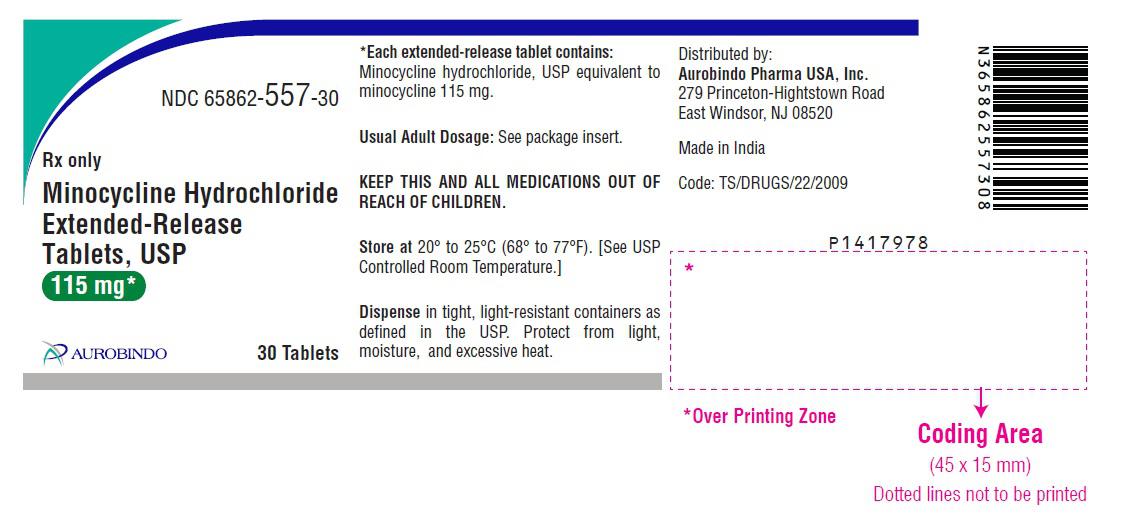 NDC 65862-557-30
Rx only
Minocycline Hydrochloride
Extended-Release
Tablets, USP
115 mg*
AUROBINDO
30 Tablets
*Each extended-release tablet contains:
Minocycline hydrochloride, USP equivalent to
minocycline 115 mg.
Usual Adult Dosage: See package insert.
KEEP THIS AND ALL MEDICATIONS OUT OF
REACH OF CHILDREN.
Store at 20° to 25°C (68° to 77°F). [See USP
Controlled Room Temperature.]
Dispense in tight, light-resistant containers as
defined in the USP. Protect from light,
moisture, and excessive heat.
Distributed by:
Aurobindo Pharma USA, Inc.
279 Princeton-Hightstown Road
East Windsor, NJ 08520
Made in India
Code: TS/DRUGS/22/2009
N365862557308
P1417978
*
*Over Printing Zone
Coding Area
(45 x 15 mm)
Dotted lines not to be printed